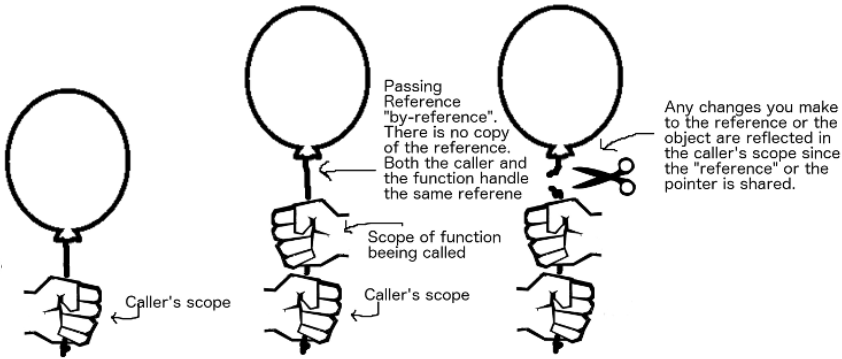 Caller's scope
Passing
Reference
"by-reference".
There is no copy
of the reference.
Both the caller and
the function handle
the same referene
Scope of function
beeing called
Caller's scope
Any changes you make
to the reference or the
object are reflected in
the caller's scope since
the "reference" or the
pointer is shared.